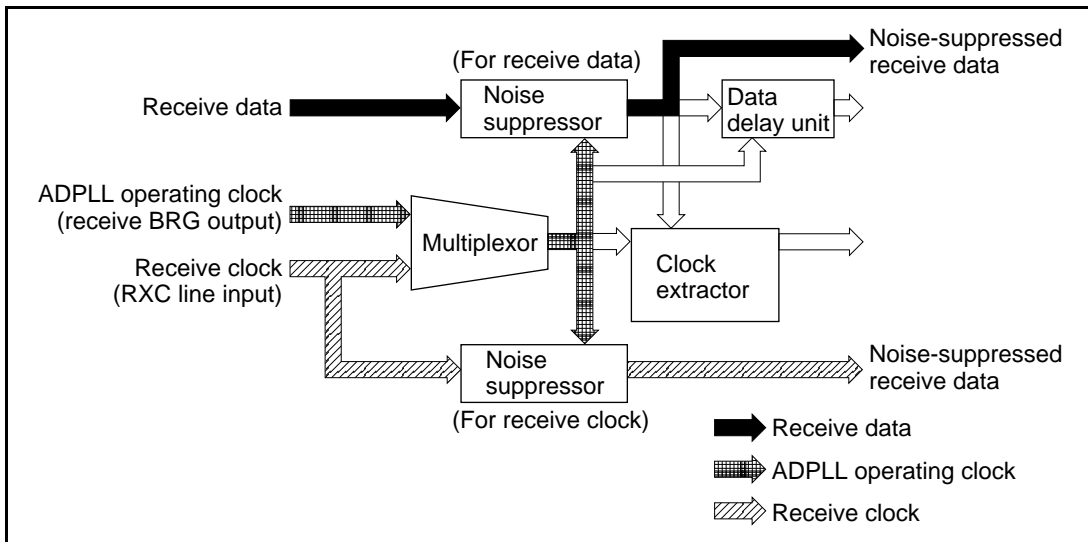 (For receive data)
Noise-suppressed
receive data
Receive data
Noise
suppressor
Data
delay unit
ADPLL operating clock
(receive BRG output)
Multiplexor
Receive clock
(RXC line input)
Clock
extractor
Noise
suppressor
Noise-suppressed
receive data
(For receive clock)
Receive data
ADPLL operating clock
Receive clock